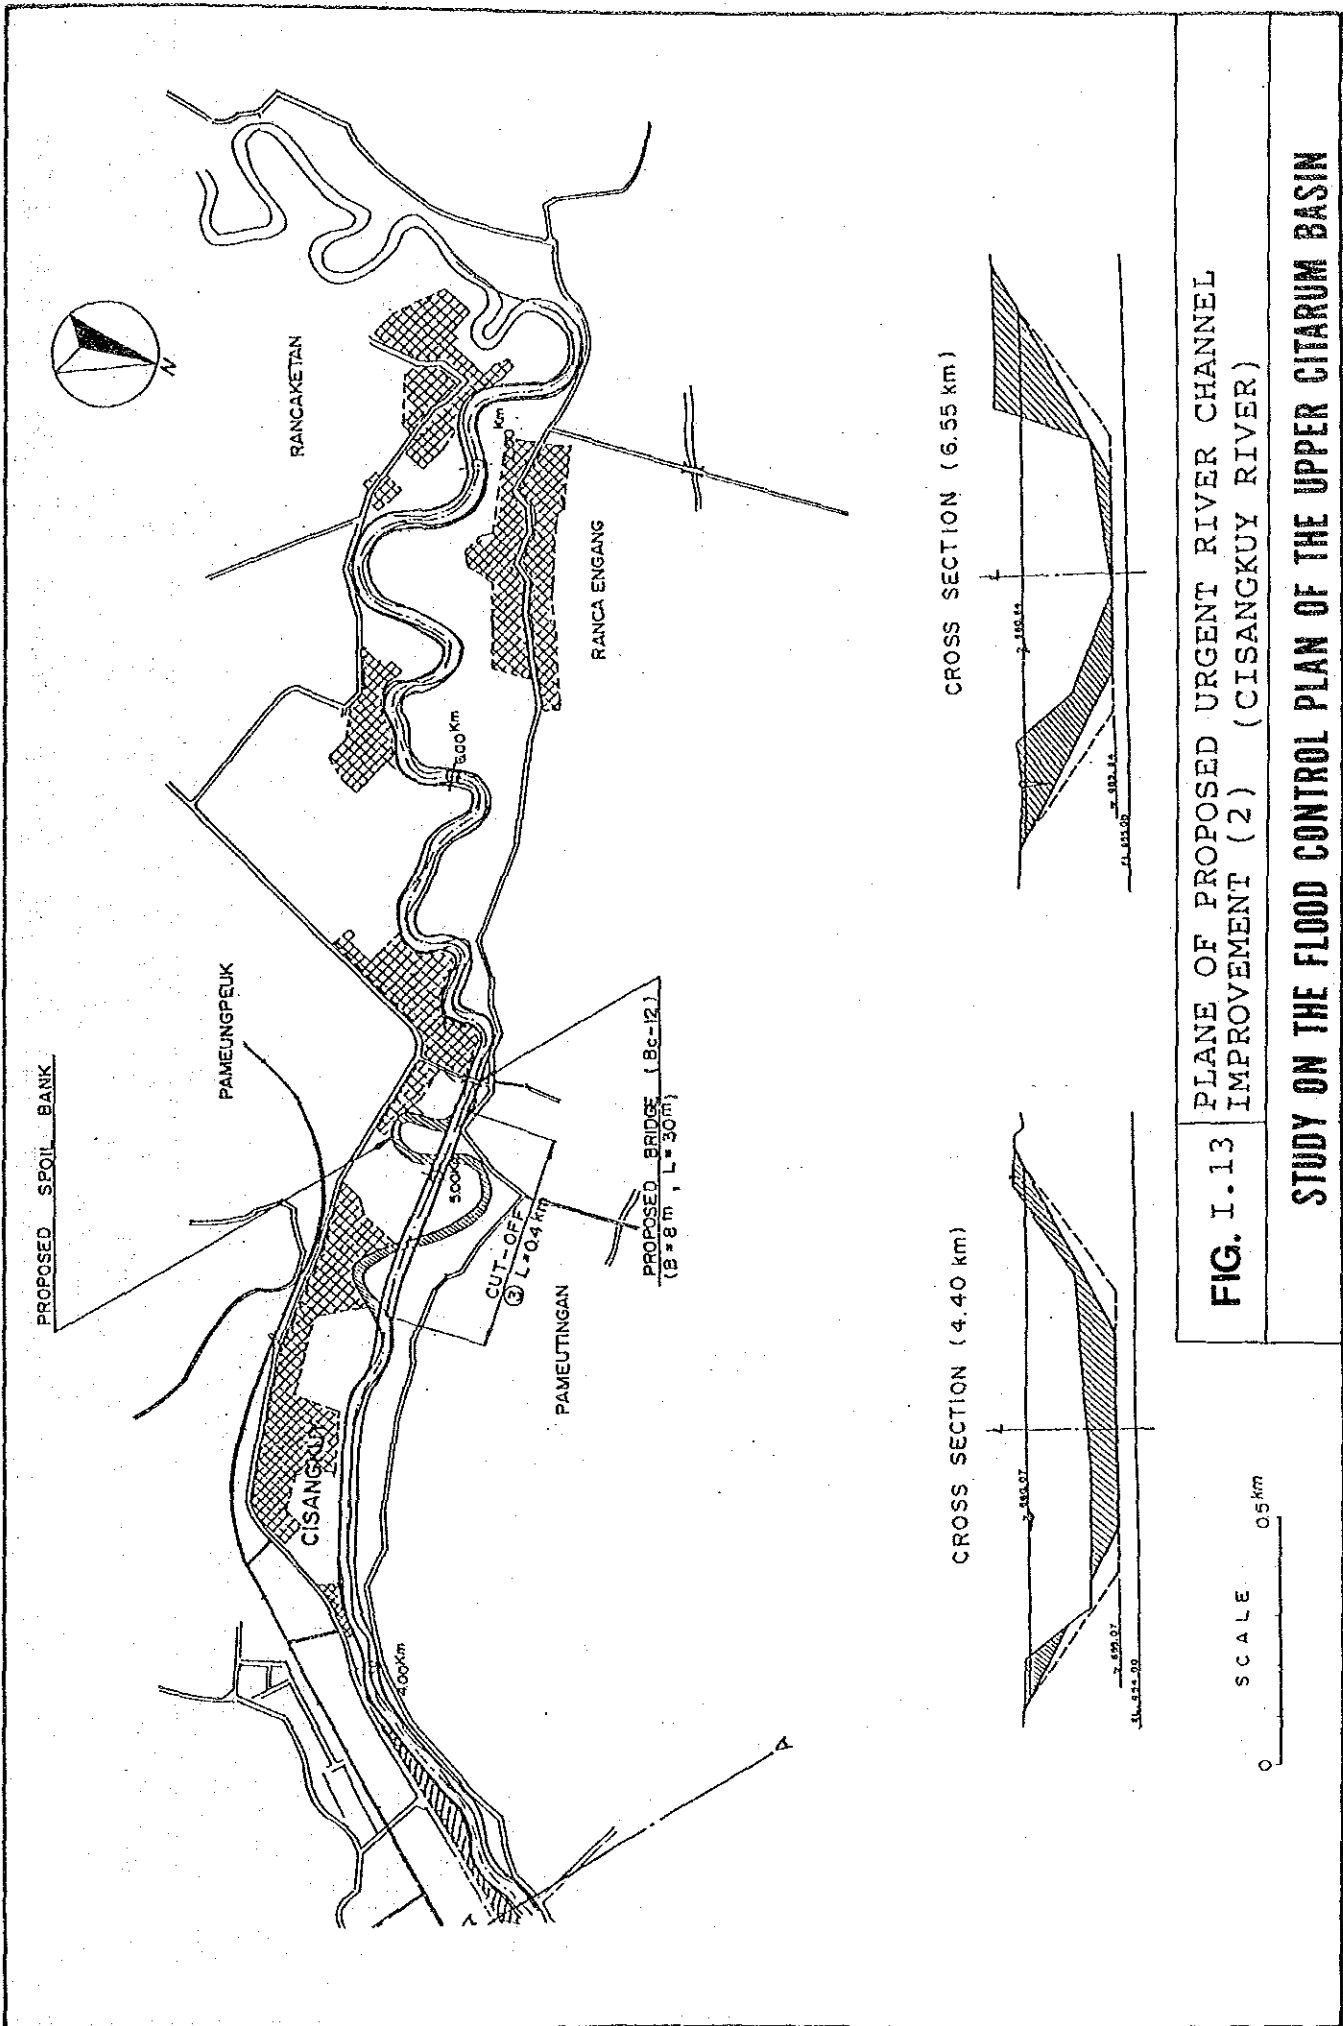 PROPOSED SPOIL BANK
PAMEUNGPEUK
RANCAKETAN
N
CISANGKUY
4.00Km
5.00
6.00Km
Km
CUT-OFF
③ L=0.4 km
PAMEUTINGAN
PROPOSED BRIDGE (Bc-12)
(B=8m, L=30m)
RANCA ENGANG
A
CROSS SECTION (4.40 km)
CROSS SECTION (6.55 km)
SCALE
0
0.5km
FIG. I.13
PLANE OF PROPOSED URGENT RIVER CHANNEL
IMPROVEMENT (2) (CISANGKUY RIVER)
STUDY ON THE FLOOD CONTROL PLAN OF THE UPPER CITARUM BASIN